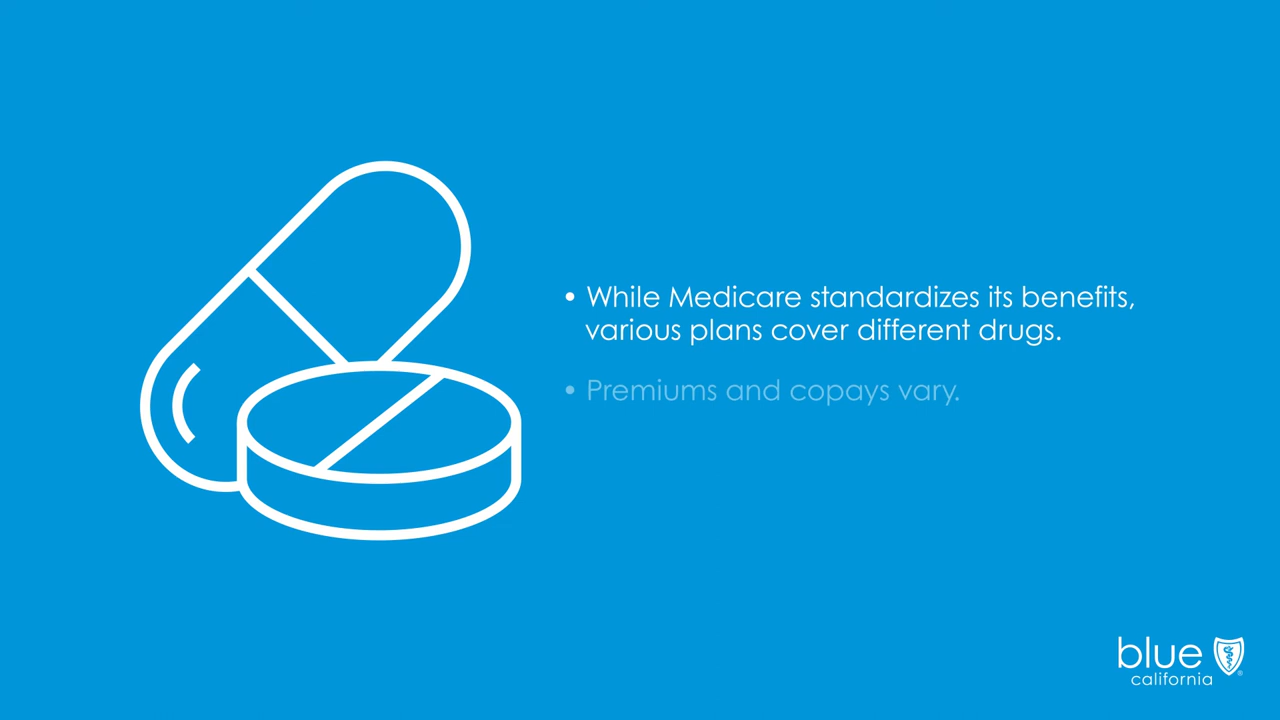 • While Medicare standardizes its benefits,
various plans cover different drugs.
• Premiums and copays vary.
blue
california